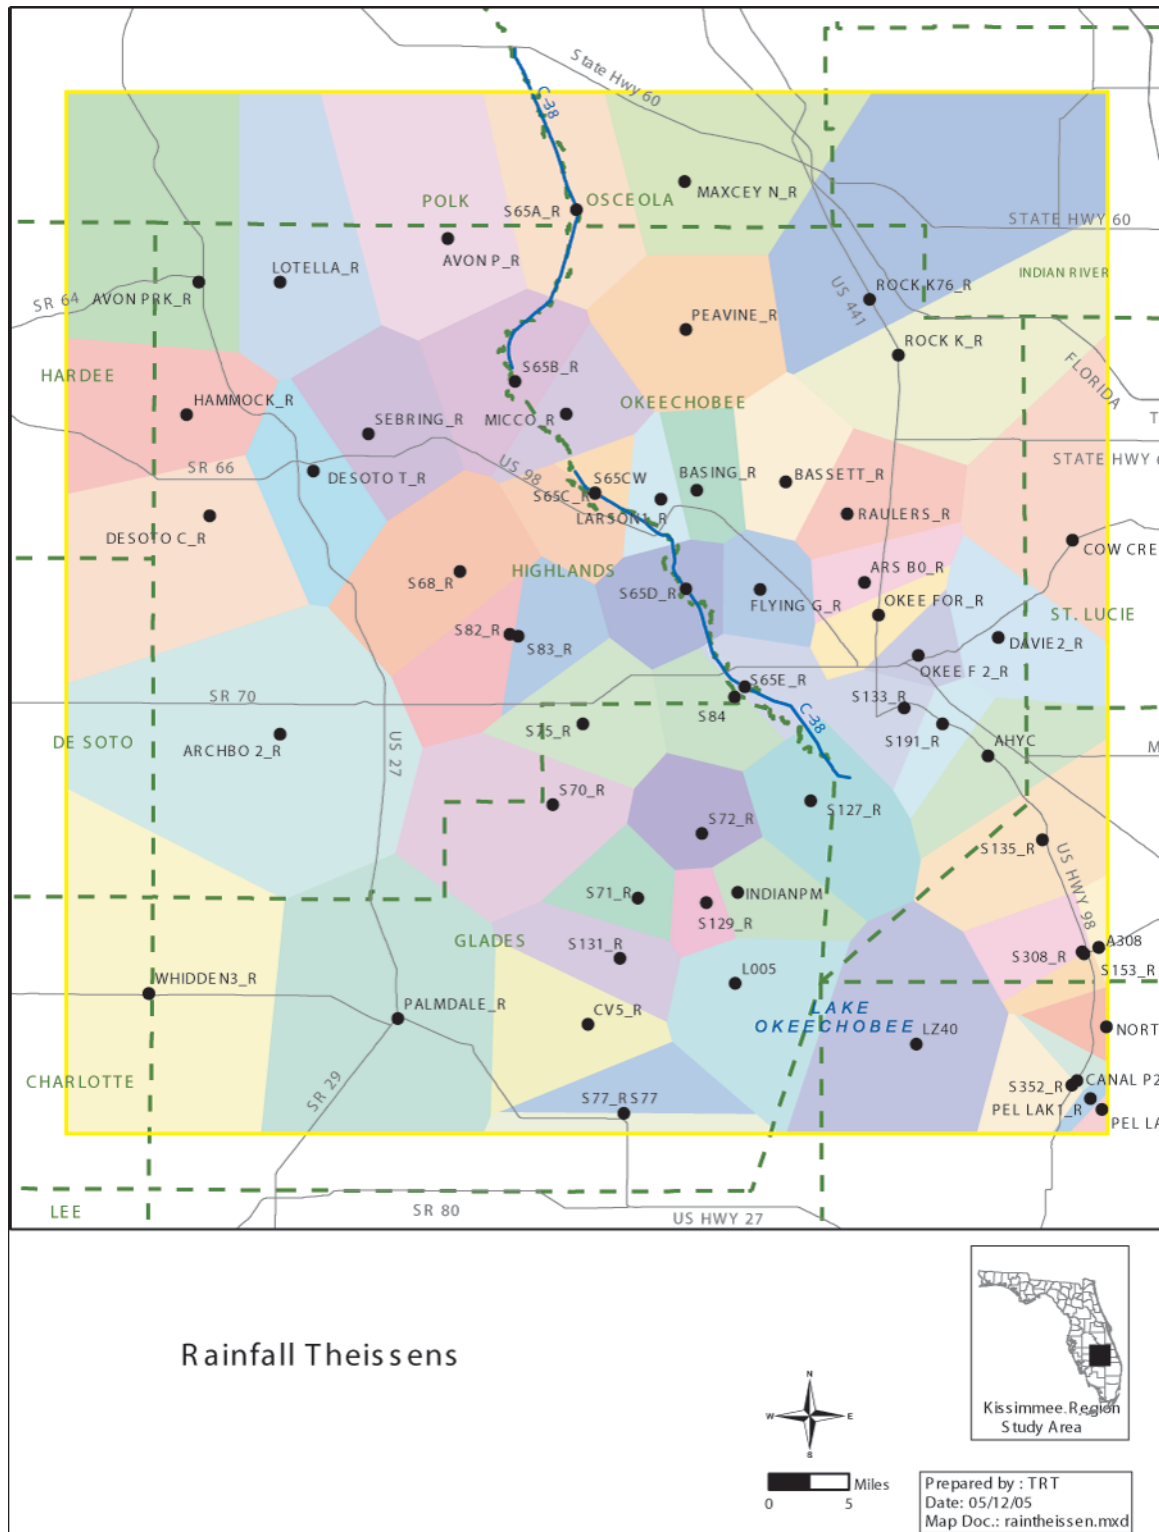 State Hwy 60
C-38
MAXCEY N_R
POLK
OSCEOLA
S65A_R
STATE HWY 60
AVON P_R
LOTELLA_R
INDIAN RIVER
AVON PRK_R
SR 64
ROCK K76_R
US 441
PEAVINE_R
ROCK K_R
FLORIDA
HARDEE
S65B_R
HAMMOCK_R
OKEECHOBEE
SEBRING_R
MICCO_R
T
SR 66
US 98
DESOTO T_R
S65CW
BASING_R
BASSETT_R
STATE HWY 6
S65C_R
LARSON1_R
RAULERS_R
DESOTO C_R
COW CRE
HIGHLANDS
S68_R
S65D_R
FLYING G_R
ARS B0_R
OKEE FOR_R
ST. LUCIE
S82_R
S83_R
DAVIE2_R
OKEE F 2_R
S65E_R
SR 70
S84
S133_R
C-38
DE SOTO
ARCHBO 2_R
US 27
S75_R
S191_R
AHYC
M
S70_R
S127_R
S72_R
S135_R
US HWY 98
S71_R
INDIANPM
S129_R
GLADES
S131_R
A308
S308_R
S153_R
WHIDDEN3_R
L005
PALMDALE_R
CV5_R
LAKE
OKEECHOBEE
LZ40
NORT
CHARLOTTE
SR 29
S77_R S77
S352_R
CANAL P2
PEL LAK1_R
PEL LA
LEE
SR 80
US HWY 27
Rainfall Theissens
N
W
E
S
Kissimmee Region
Study Area
Miles
0
5
Prepared by : TRT
Date: 05/12/05
Map Doc.: raintheissen.mxd